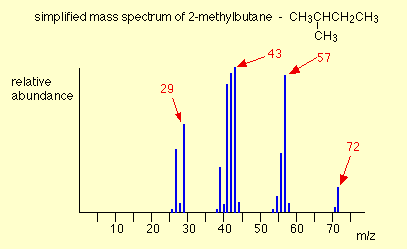 simplified mass spectrum of 2-methylbutane - CH3CHCH2CH3
CH3
43
57
relative
abundance
29
72
10 20 30 40 50 60 70
m/z